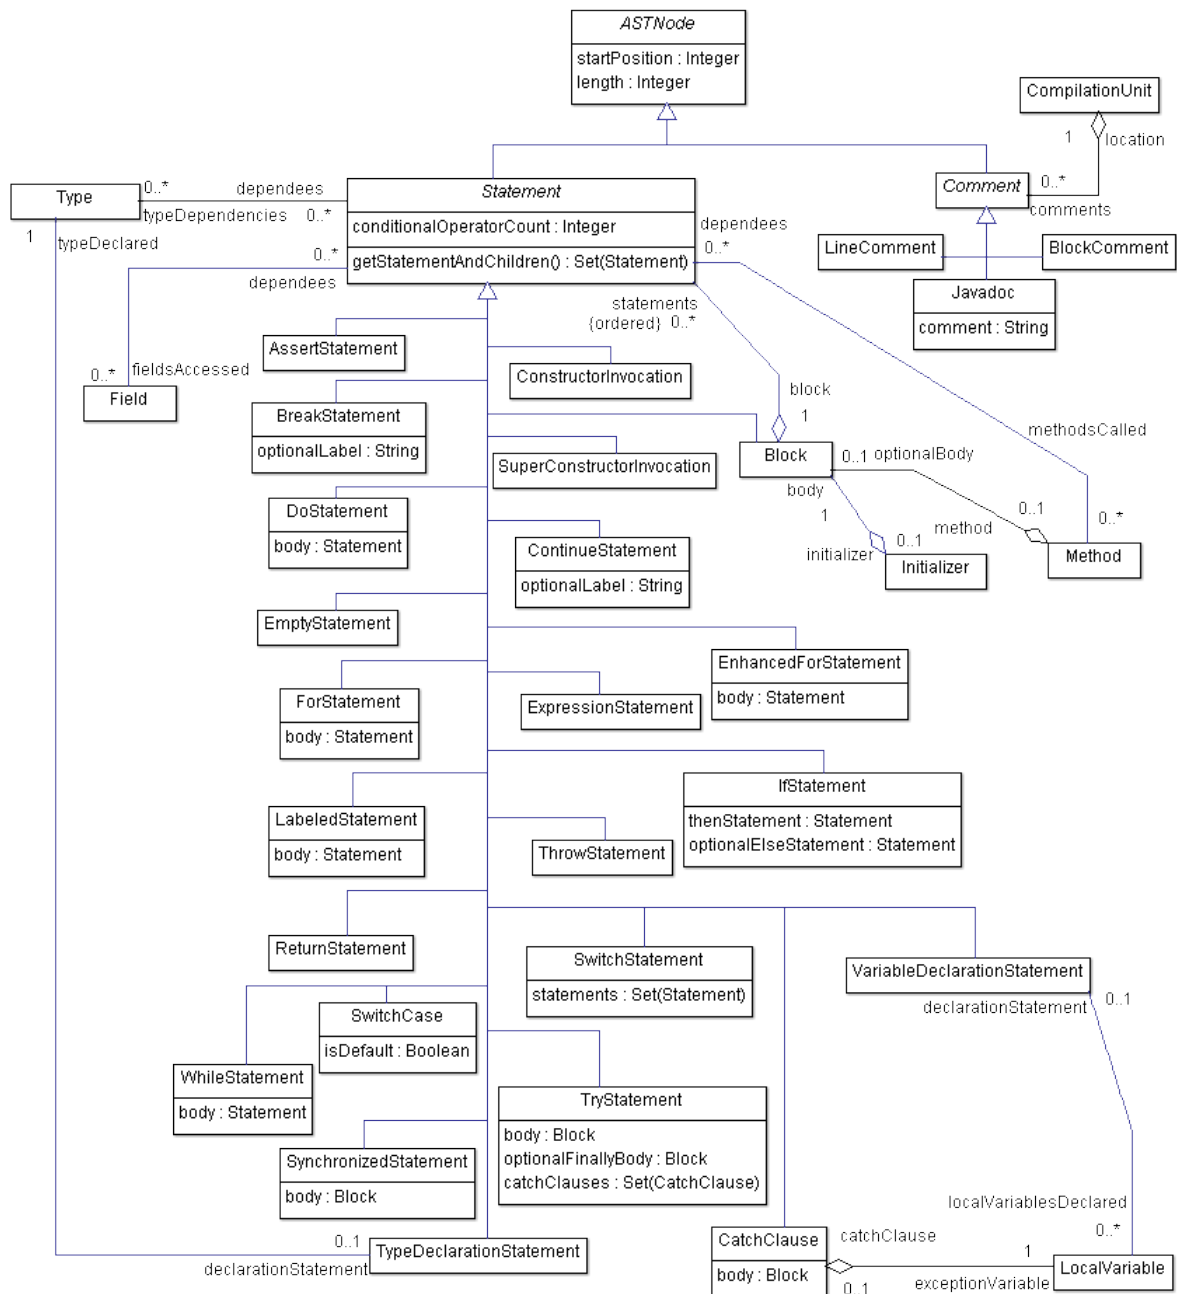 ASTNode
startPosition : Integer
length : Integer
CompilationUnit
1
location
Type
0..*
dependees
typeDependencies
0..*
Statement
conditionalOperatorCount : Integer
getStatementAndChildren() : Set(Statement)
Comment
0..*
comments
1
typeDeclared
0..*
dependees
dependees
0..*
LineComment
BlockComment
Javadoc
comment : String
statements
{ordered} 0..*
AssertStatement
ConstructorInvocation
0..*
fieldsAccessed
Field
block
1
BreakStatement
optionalLabel : String
SuperConstructorInvocation
Block
0..1
optionalBody
methodsCalled
body
1
DoStatement
body : Statement
ContinueStatement
optionalLabel : String
method
0..1
0..*
initializer
0..1
Initializer
Method
EmptyStatement
EnhancedForStatement
body : Statement
ForStatement
body : Statement
ExpressionStatement
IfStatement
thenStatement : Statement
optionalElseStatement : Statement
LabeledStatement
body : Statement
ThrowStatement
ReturnStatement
SwitchStatement
statements : Set(Statement)
VariableDeclarationStatement
declarationStatement
0..1
SwitchCase
isDefault : Boolean
WhileStatement
body : Statement
TryStatement
body : Block
optionalFinallyBody : Block
catchClauses : Set(CatchClause)
SynchronizedStatement
body : Block
localVariablesDeclared
0..*
0..1
declarationStatement
TypeDeclarationStatement
CatchClause
body : Block
catchClause
0..1
1
exceptionVariable
LocalVariable